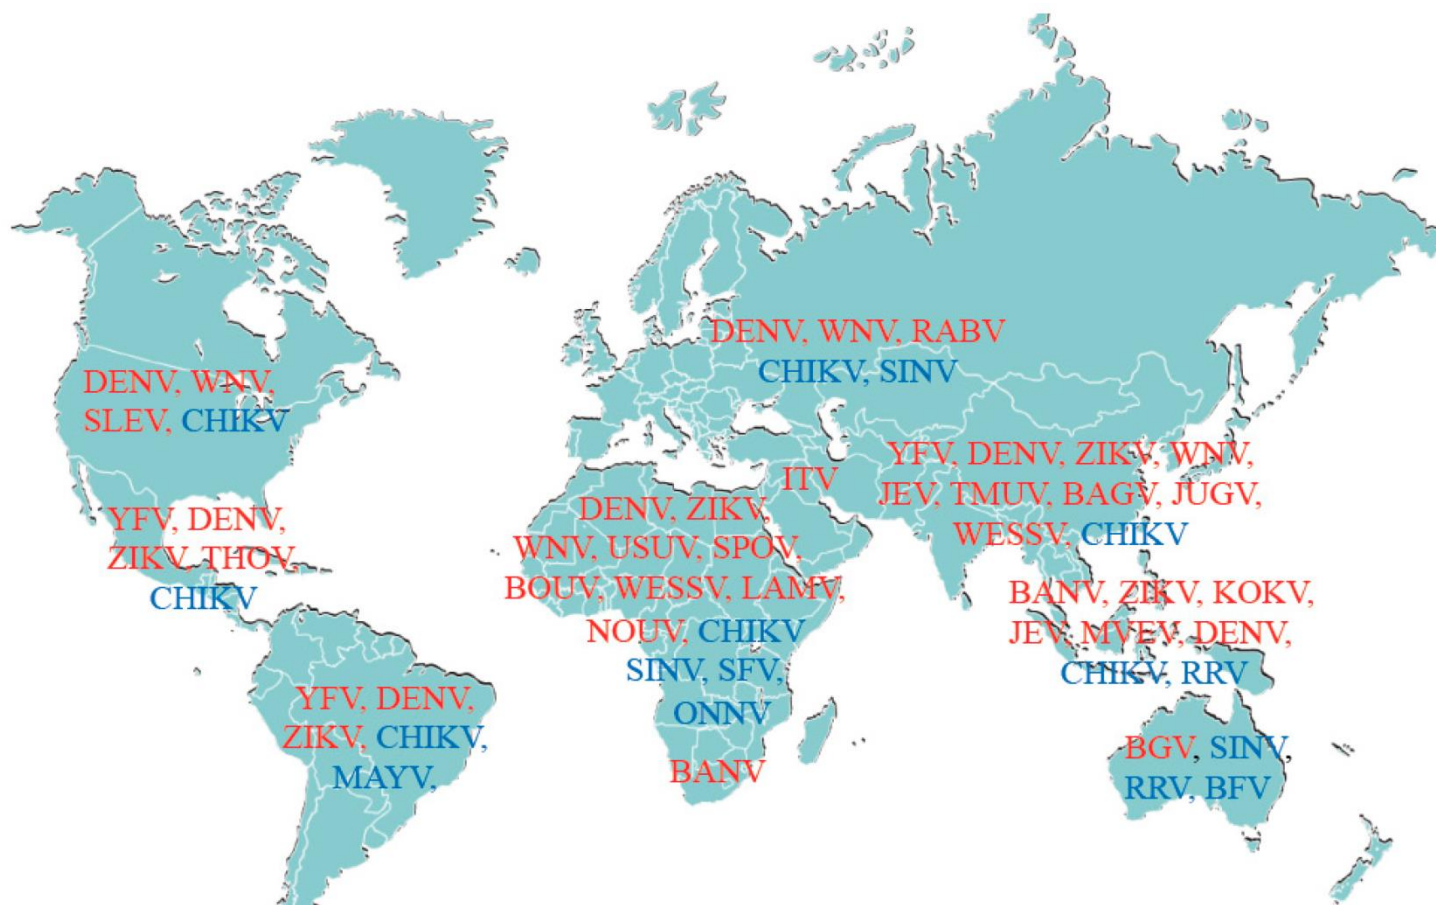 DENV, WNV, RABV
CHIKV, SINV
DENV, WNV,
SLEV, CHIKV
YFV, DENV, ZIKV, WNV,
JEV, TMUV, BAGV, JUGV,
WESSV, CHIKV
ITV
DENV, ZIKV,
WNV, USUV, SPOV,
BOUV, WESSV, LAMV,
NOUV, CHIKV
SINV, SFV,
ONNV
BANV
YFV, DENV,
ZIKV, THOV,
CHIKV
BANV, ZIKV, KOKV,
JEV, MVEV, DENV,
CHIKV, RRV
YFV, DENV,
ZIKV, CHIKV,
MAYV,
BGV, SINV,
RRV, BFV